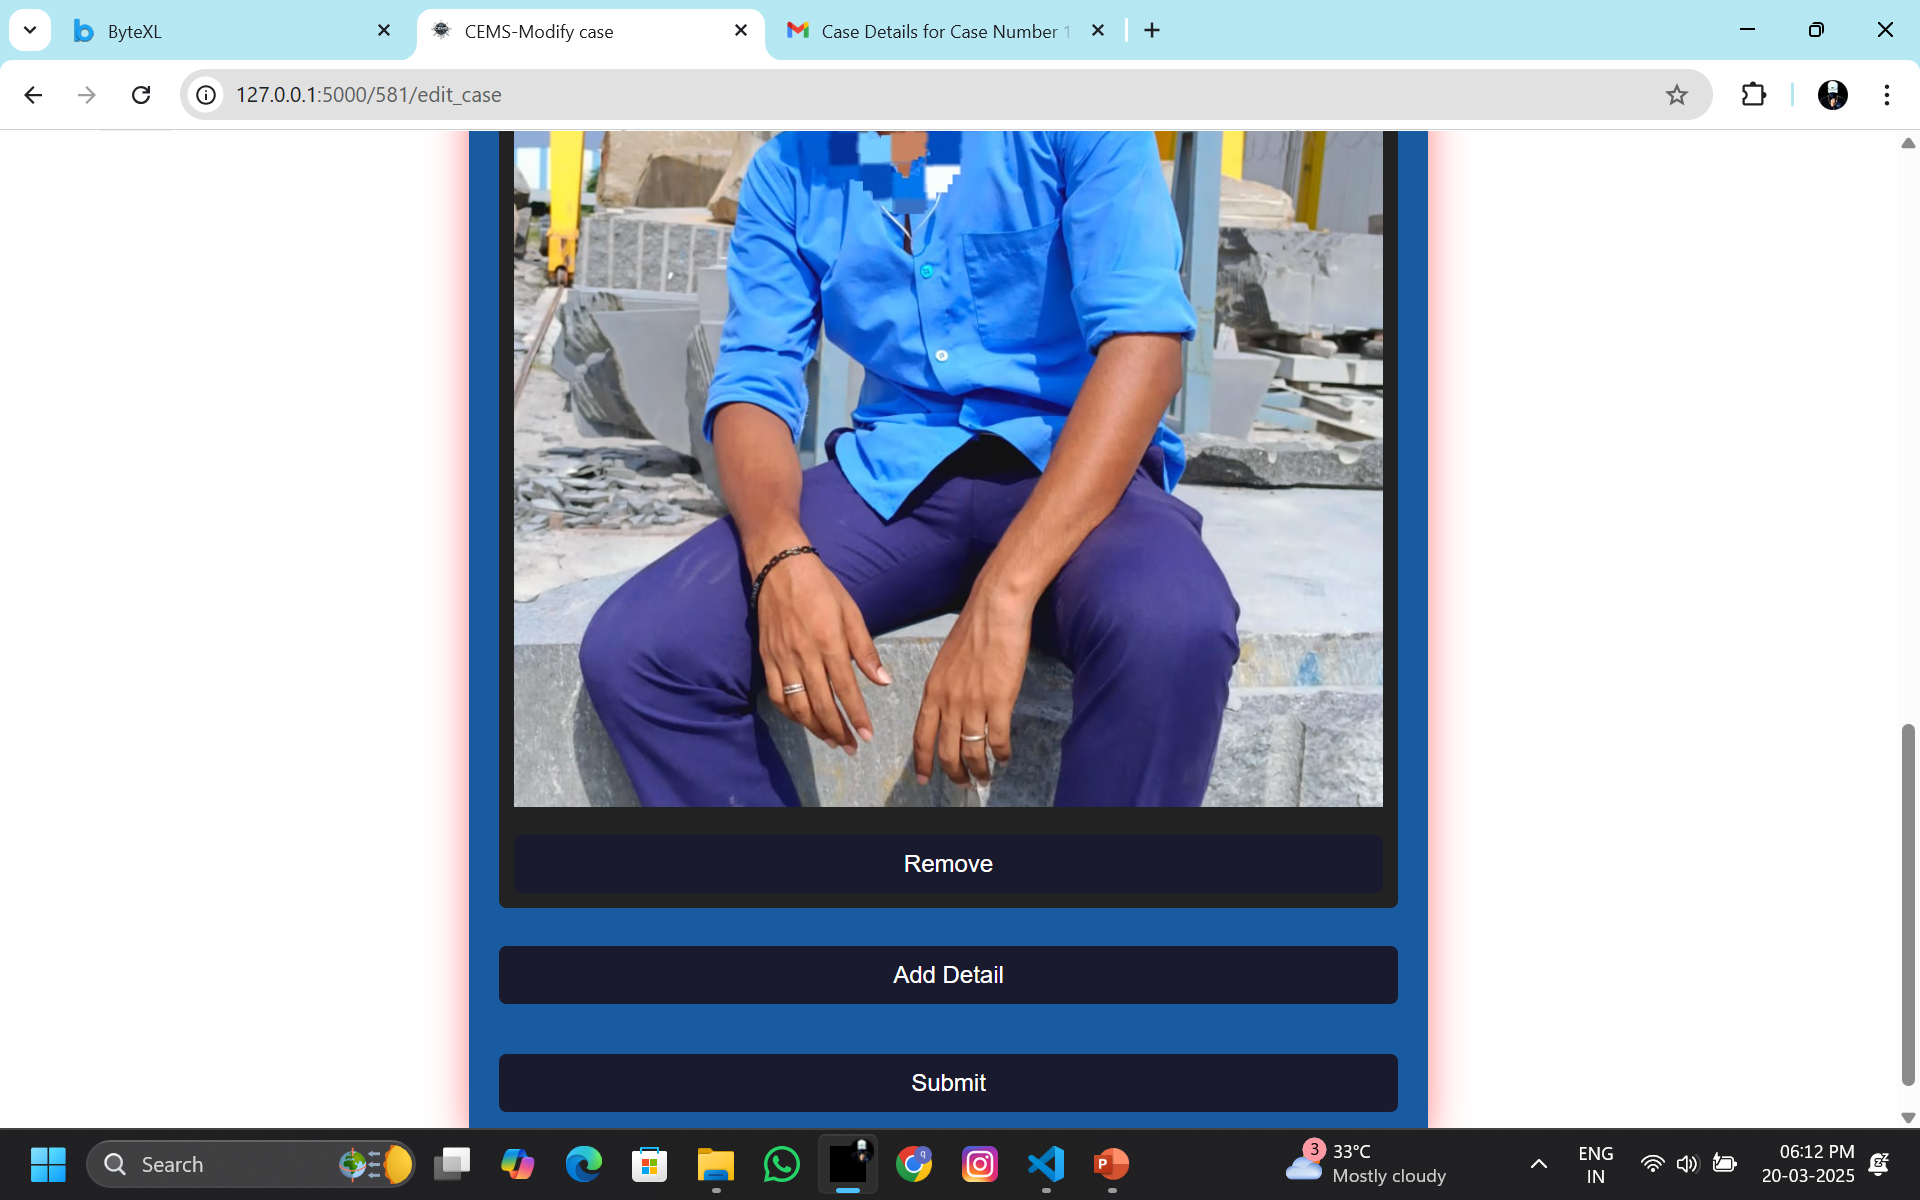 ByteXL
CEMS-Modify case
Case Details for Case Number 1
127.0.0.1:5000/581/edit_case
Remove
Add Detail
Submit
Search
3
33°C
Mostly cloudy
ENG
IN
06:12 PM
20-03-2025